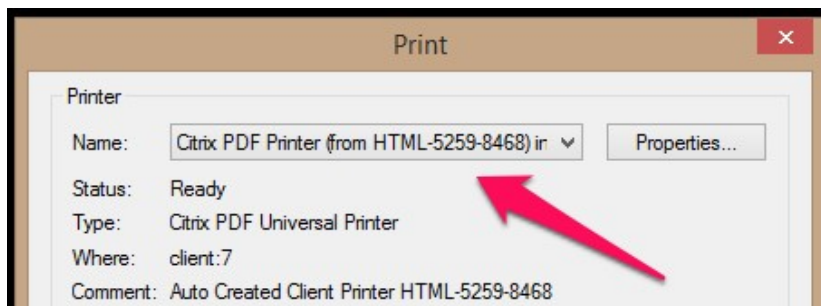 Print
Printer
Name: Citrix PDF Printer (from HTML-5259-8468) in Properties...
Status: Ready
Type: Citrix PDF Universal Printer
Where: client:7
Comment: Auto Created Client Printer HTML-5259-8468